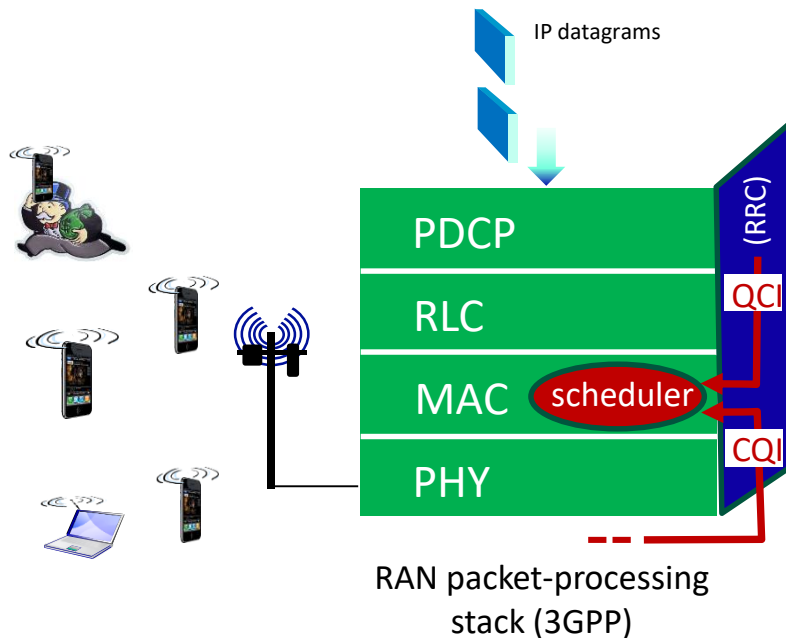 IP datagrams
PDCP
(RRC)
QCI
RLC
MAC
scheduler
CQI
PHY
RAN packet-processing
stack (3GPP)